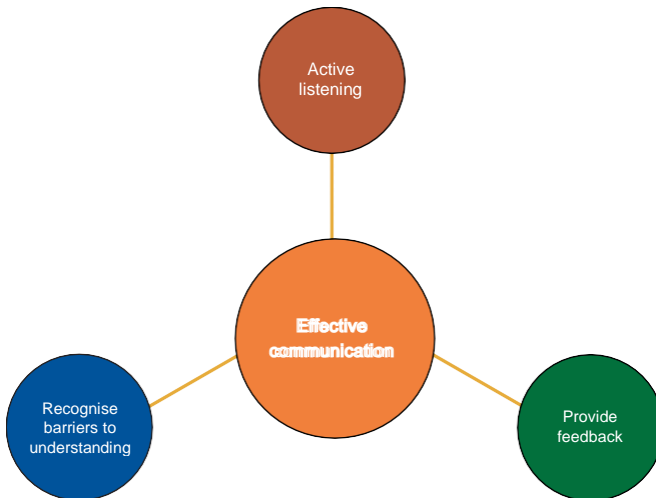 Active
listening
Effective
communication
Recognise
barriers to
understanding
Provide
feedback